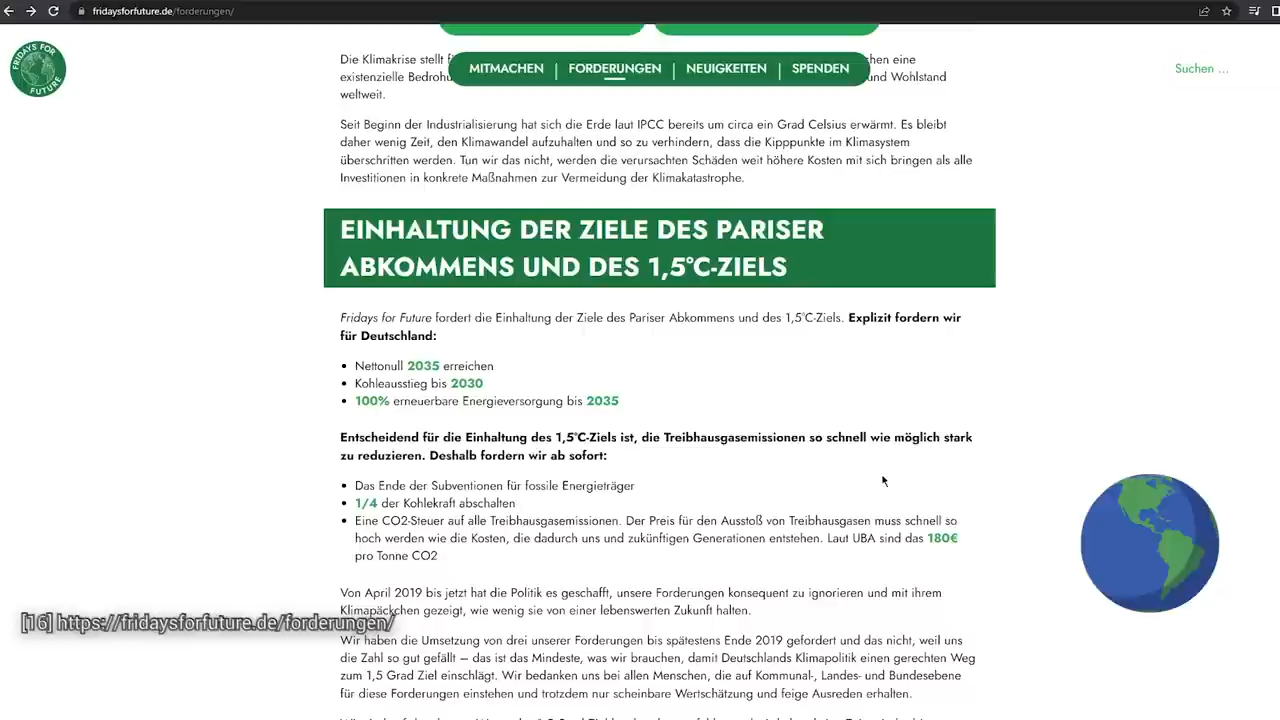 fridaysforfuture.de/forderungen/
FRIDAYS FOR FUTURE
MITMACHEN | FORDERUNGEN | NEUIGKEITEN | SPENDEN
Suchen ...
Die Klimakrise stellt chen eine
existenzielle und Wohlstand
weltweit.
Seit Beginn der Industrialisierung hat sich die Erde laut IPCC bereits um circa ein Grad Celsius erwärmt. Es bleibt
daher wenig Zeit, den Klimawandel aufzuhalten und so zu verhindern, dass die Kipppunkte im Klimasystem
überschritten werden. Tun wir das nicht, werden die verursachten Schäden weit höhere Kosten mit sich bringen als alle
Investitionen in konkrete Maßnahmen zur Vermeidung der Klimakatastrophe.
EINHALTUNG DER ZIELE DES PARISER
ABKOMMENS UND DES 1,5°C-ZIELS
Fridays for Future fordert die Einhaltung der Ziele des Pariser Abkommens und des 1,5°C-Ziels. Explizit fordern wir
für Deutschland:
• Nettonull 2035 erreichen
• Kohleausstieg bis 2030
• 100% erneuerbare Energieversorgung bis 2035
Entscheidend für die Einhaltung des 1,5°C-Ziels ist, die Treibhausgasemissionen so schnell wie möglich stark
zu reduzieren. Deshalb fordern wir ab sofort:
• Das Ende der Subventionen für fossile Energieträger
• 1/4 der Kohlekraft abschalten
• Eine CO2-Steuer auf alle Treibhausgasemissionen. Der Preis für den Ausstoß von Treibhausgasen muss schnell so
hoch werden wie die Kosten, die dadurch uns und zukünftigen Generationen entstehen. Laut UBA sind das 180€
pro Tonne CO2
Von April 2019 bis jetzt hat die Politik es geschafft, unsere Forderungen konsequent zu ignorieren und mit ihrem
Klimapäckchen gezeigt, wie wenig sie von einer lebenswerten Zukunft halten.
[16] https://fridaysforfuture.de/forderungen/
Wir haben die Umsetzung von drei unserer Forderungen bis spätestens Ende 2019 gefordert und das nicht, weil uns
die Zahl so gut gefällt – das ist das Mindeste, was wir brauchen, damit Deutschlands Klimapolitik einen gerechten Weg
zum 1,5 Grad Ziel einschlägt. Wir bedanken uns bei allen Menschen, die auf Kommunal-, Landes- und Bundesebene
für diese Forderungen einstehen und trotzdem nur scheinbare Wertschätzung und feige Ausreden erhalten.